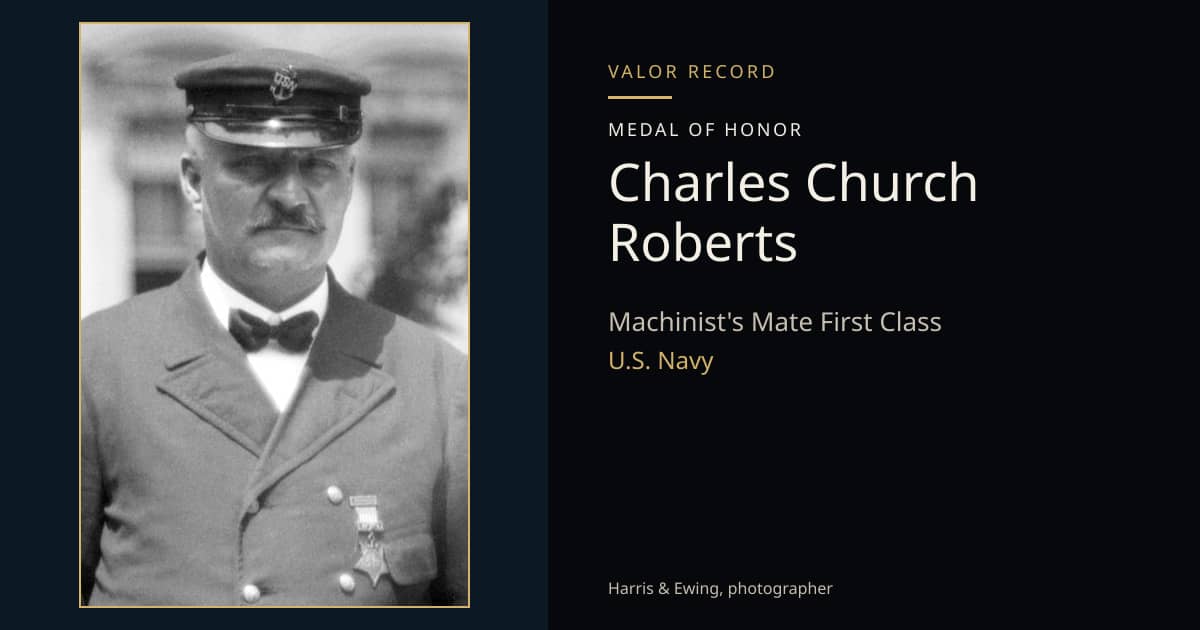 VALOR RECORD
MEDAL OF HONOR
Charles Church
Roberts
Machinist's Mate First Class
U.S. Navy
Harris & Ewing, photographer